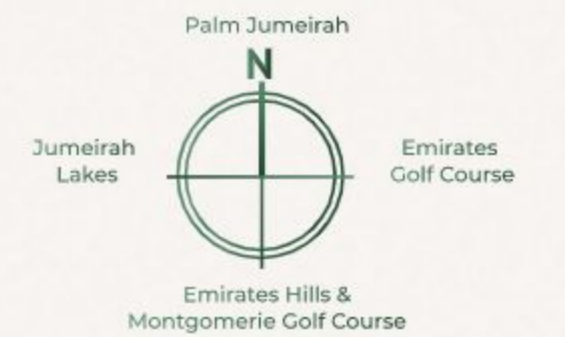 Palm Jumeirah
N
Jumeirah
Lakes
Emirates
Golf Course
Emirates Hills &
Montgomerie Golf Course